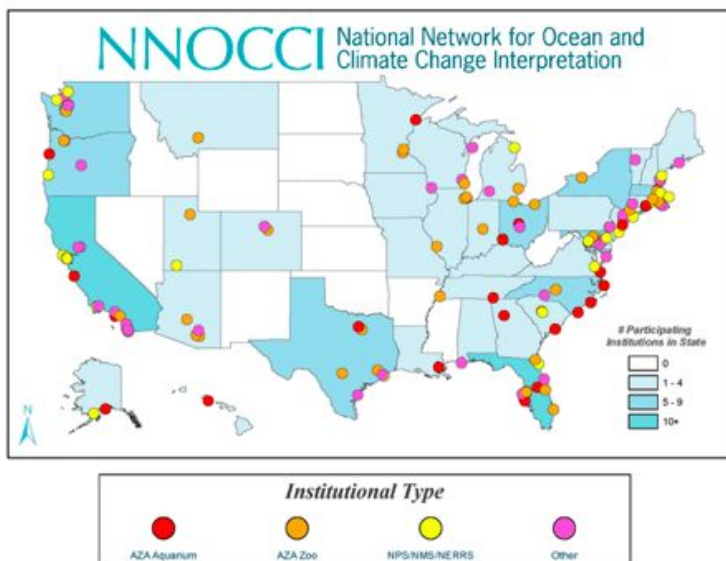 NNOCCI
National Network for Ocean and
Climate Change Interpretation
# Participating
Institutions in State
0
1 - 4
5 - 9
10+
N
Institutional Type
AZA Aquarium
AZA Zoo
NPS/NMS/NERRS
Other